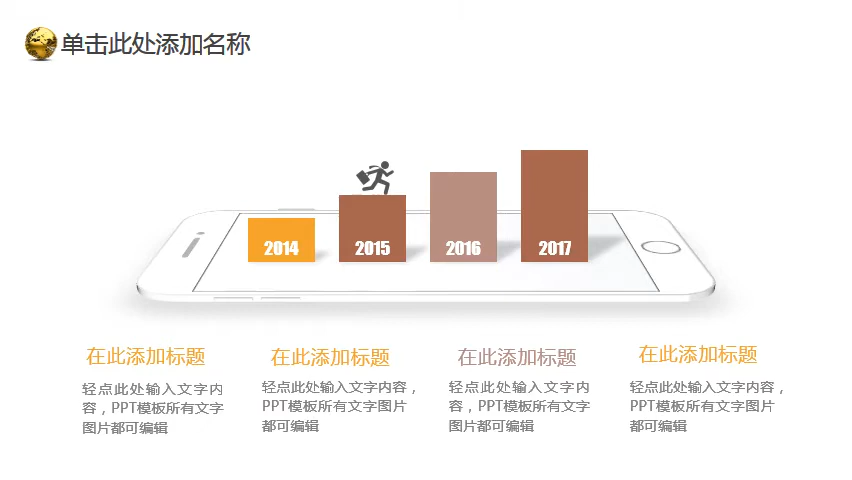 单击此处添加名称
2014
2015
2016
2017
在此添加标题
轻点此处输入文字内
容，PPT模板所有文字
图片都可编辑
在此添加标题
轻点此处输入文字内容，
PPT模板所有文字图片
都可编辑
在此添加标题
轻点此处输入文字内
容，PPT模板所有文字
图片都可编辑
在此添加标题
轻点此处输入文字内容，
PPT模板所有文字图片
都可编辑